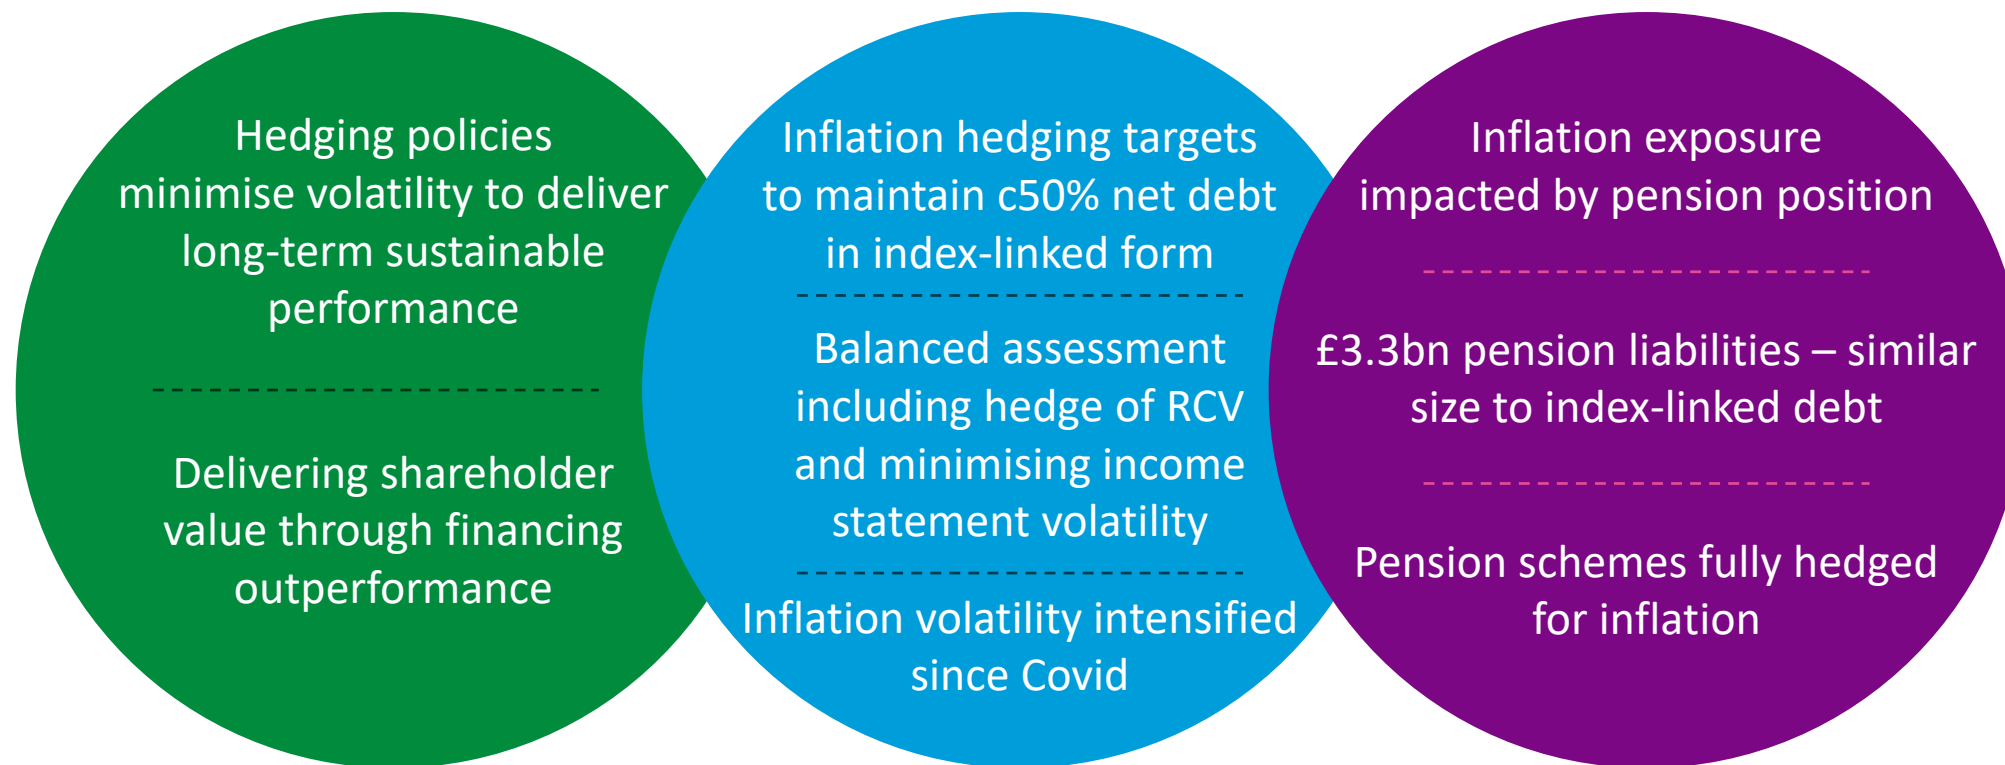 Hedging policies
minimise volatility to deliver
long-term sustainable
performance
Delivering shareholder
value through financing
outperformance
Inflation hedging targets
to maintain c50% net debt
in index-linked form
Balanced assessment
including hedge of RCV
and minimising income
statement volatility
Inflation volatility intensified
since Covid
Inflation exposure
impacted by pension position
£3.3bn pension liabilities – similar
size to index-linked debt
Pension schemes fully hedged
for inflation